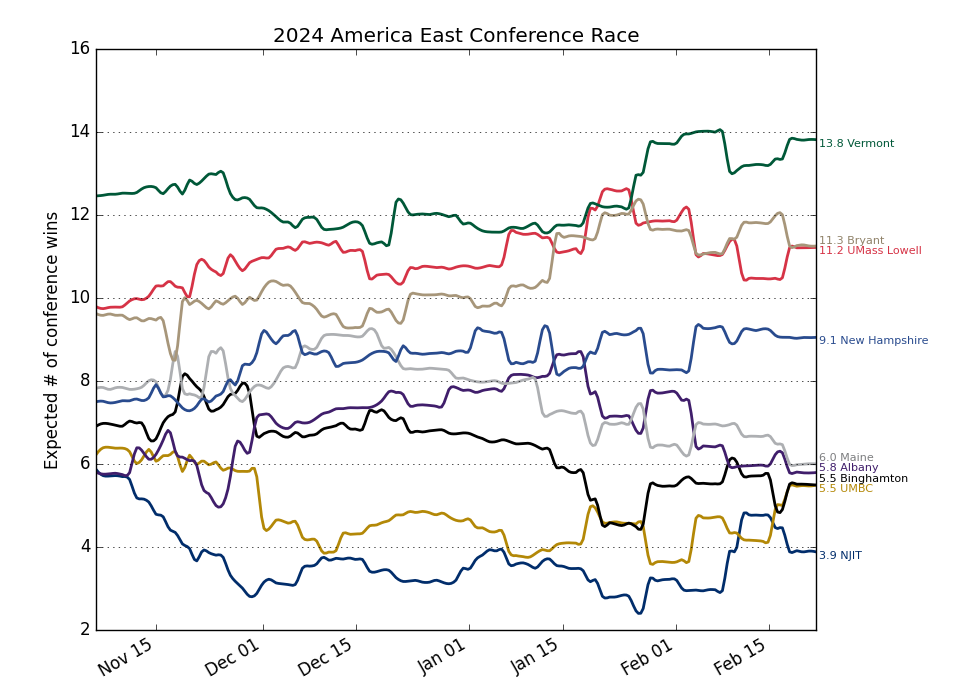 2024 America East Conference Race
Expected # of conference wins
16
14
12
10
8
6
4
2
13.8 Vermont
11.3 Bryant
11.2 UMass Lowell
9.1 New Hampshire
6.0 Maine
5.8 Albany
5.5 Binghamton
5.5 UMBC
3.9 NJIT
Nov 15
Dec 01
Dec 15
Jan 01
Jan 15
Feb 01
Feb 15